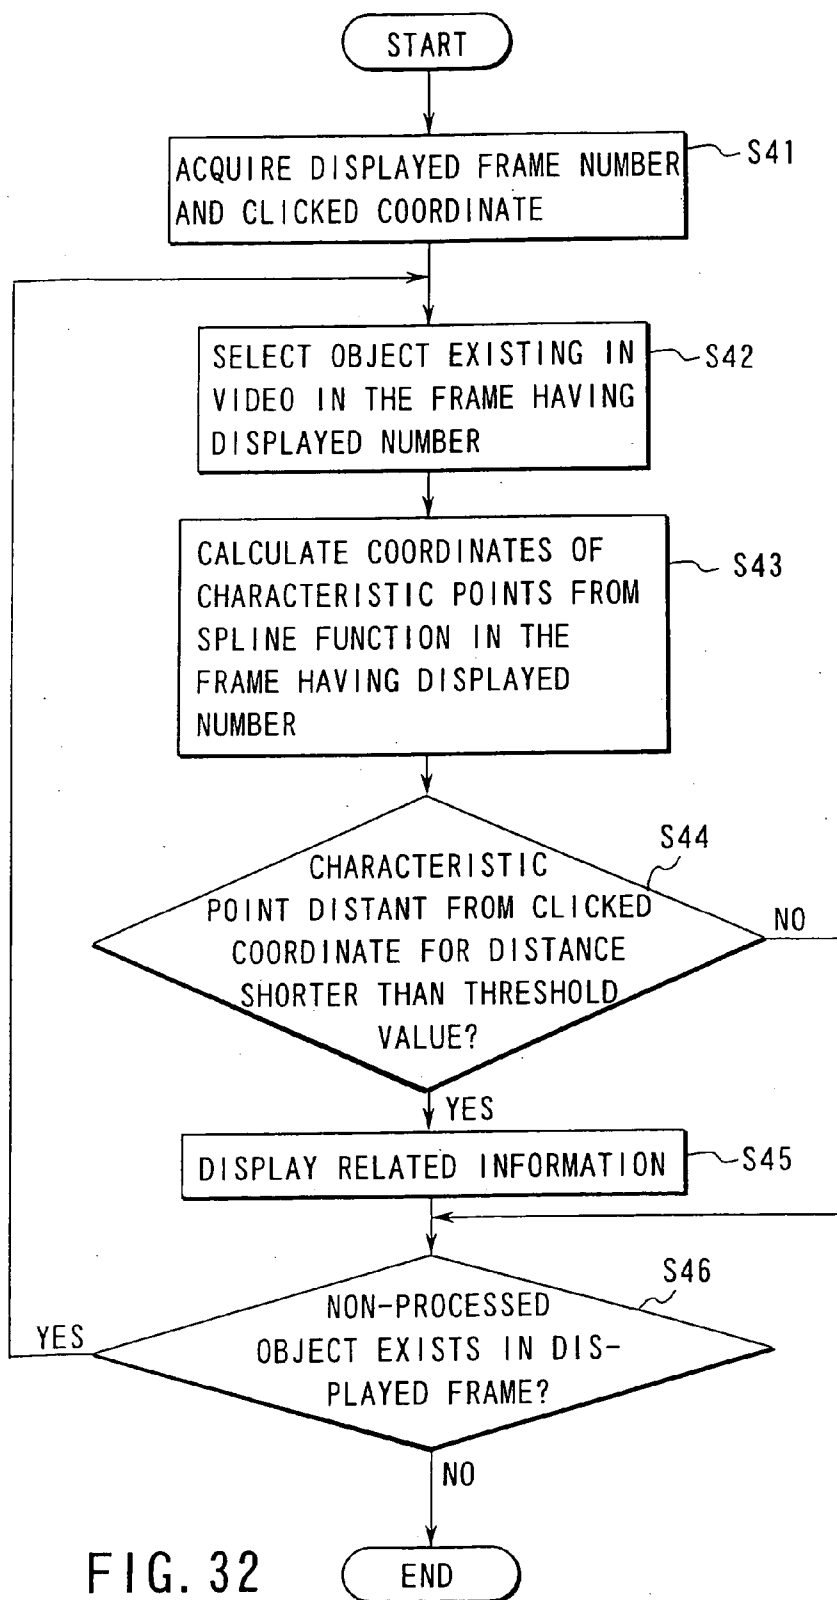 START
ACQUIRE DISPLAYED FRAME NUMBER
AND CLICKED COORDINATE
S41
SELECT OBJECT EXISTING IN
VIDEO IN THE FRAME HAVING
DISPLAYED NUMBER
S42
CALCULATE COORDINATES OF
CHARACTERISTIC POINTS FROM
SPLINE FUNCTION IN THE
FRAME HAVING DISPLAYED
NUMBER
S43
S44
CHARACTERISTIC
POINT DISTANT FROM CLICKED
COORDINATE FOR DISTANCE
SHORTER THAN THRESHOLD
VALUE?
NO
YES
DISPLAY RELATED INFORMATION
S45
S46
NON-PROCESSED
OBJECT EXISTS IN DIS-
PLAYED FRAME?
YES
NO
END
FIG. 32